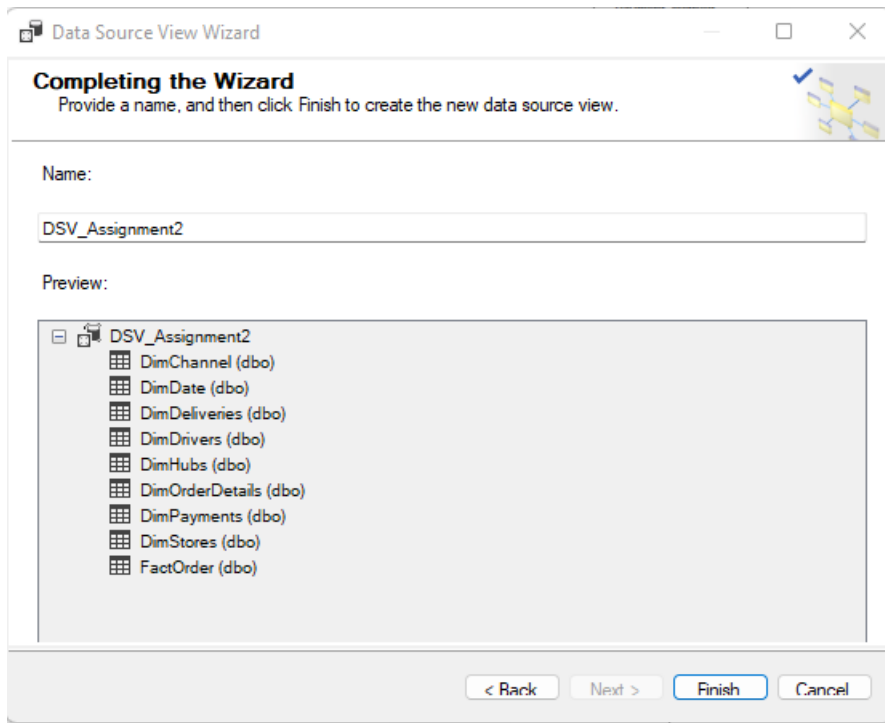 Data Source View Wizard
Completing the Wizard
Provide a name, and then click Finish to create the new data source view.
Name:
DSV_Assignment2
Preview:
DSV_Assignment2
DimChannel (dbo)
DimDate (dbo)
DimDeliveries (dbo)
DimDrivers (dbo)
DimHubs (dbo)
DimOrderDetails (dbo)
DimPayments (dbo)
DimStores (dbo)
FactOrder (dbo)
< Back Next > Finish Cancel